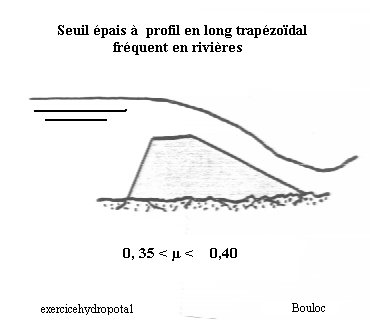 Seuil épais à profil en long trapézoïdal
fréquent en rivières
0, 35 < µ < 0,40
exercicehydropotal Bouloc